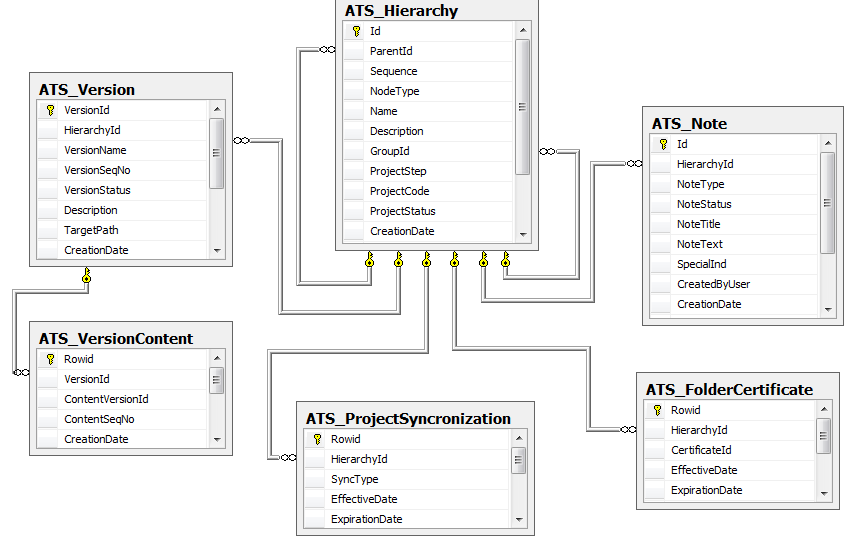 ATS_Hierarchy
Id
ParentId
Sequence
NodeType
Name
Description
GroupId
ProjectStep
ProjectCode
ProjectStatus
CreationDate
ATS_Version
VersionId
HierarchyId
VersionName
VersionSeqNo
VersionStatus
Description
TargetPath
CreationDate
ATS_Note
Id
HierarchyId
NoteType
NoteStatus
NoteTitle
NoteText
SpecialInd
CreatedByUser
CreationDate
ATS_VersionContent
Rowid
VersionId
ContentVersionId
ContentSeqNo
CreationDate
ATS_ProjectSyncronization
Rowid
HierarchyId
SyncType
EffectiveDate
ExpirationDate
ATS_FolderCertificate
Rowid
HierarchyId
CertificateId
EffectiveDate
ExpirationDate